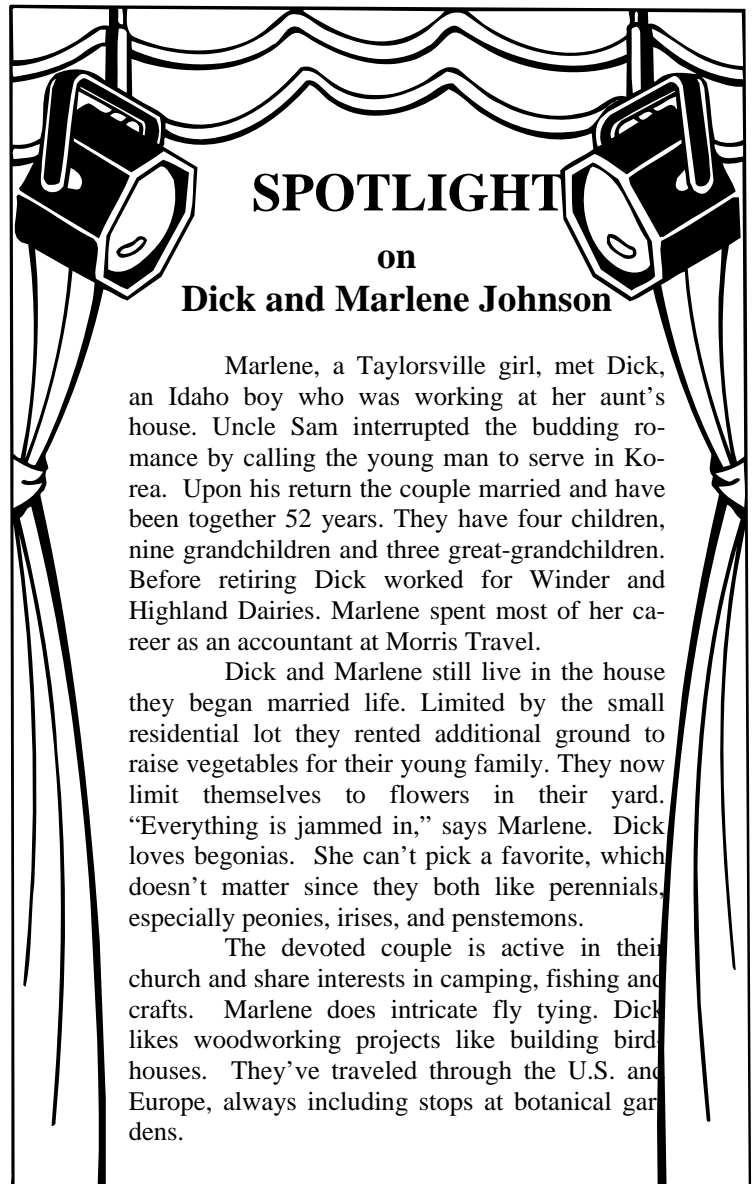 SPOTLIGHT
on
Dick and Marlene Johnson
Marlene, a Taylorsville girl, met Dick,
an Idaho boy who was working at her aunt's
house. Uncle Sam interrupted the budding ro-
mance by calling the young man to serve in Ko-
rea.  Upon his return the couple married and have
been together 52 years. They have four children,
nine grandchildren and three great-grandchildren.
Before retiring Dick worked for Winder and
Highland Dairies. Marlene spent most of her ca-
reer as an accountant at Morris Travel.
Dick and Marlene still live in the house
they began married life. Limited by the small
residential lot they rented additional ground to
raise vegetables for their young family. They now
limit themselves to flowers in their yard.
“Everything is jammed in,” says Marlene.  Dick
loves begonias.  She can’t pick a favorite, which
doesn’t matter since they both like perennials,
especially peonies, irises, and penstemons.
The devoted couple is active in their
church and share interests in camping, fishing and
crafts.  Marlene does intricate fly tying. Dick
likes woodworking projects like building bird-
houses.  They’ve traveled through the U.S. and
Europe, always including stops at botanical gar-
dens.